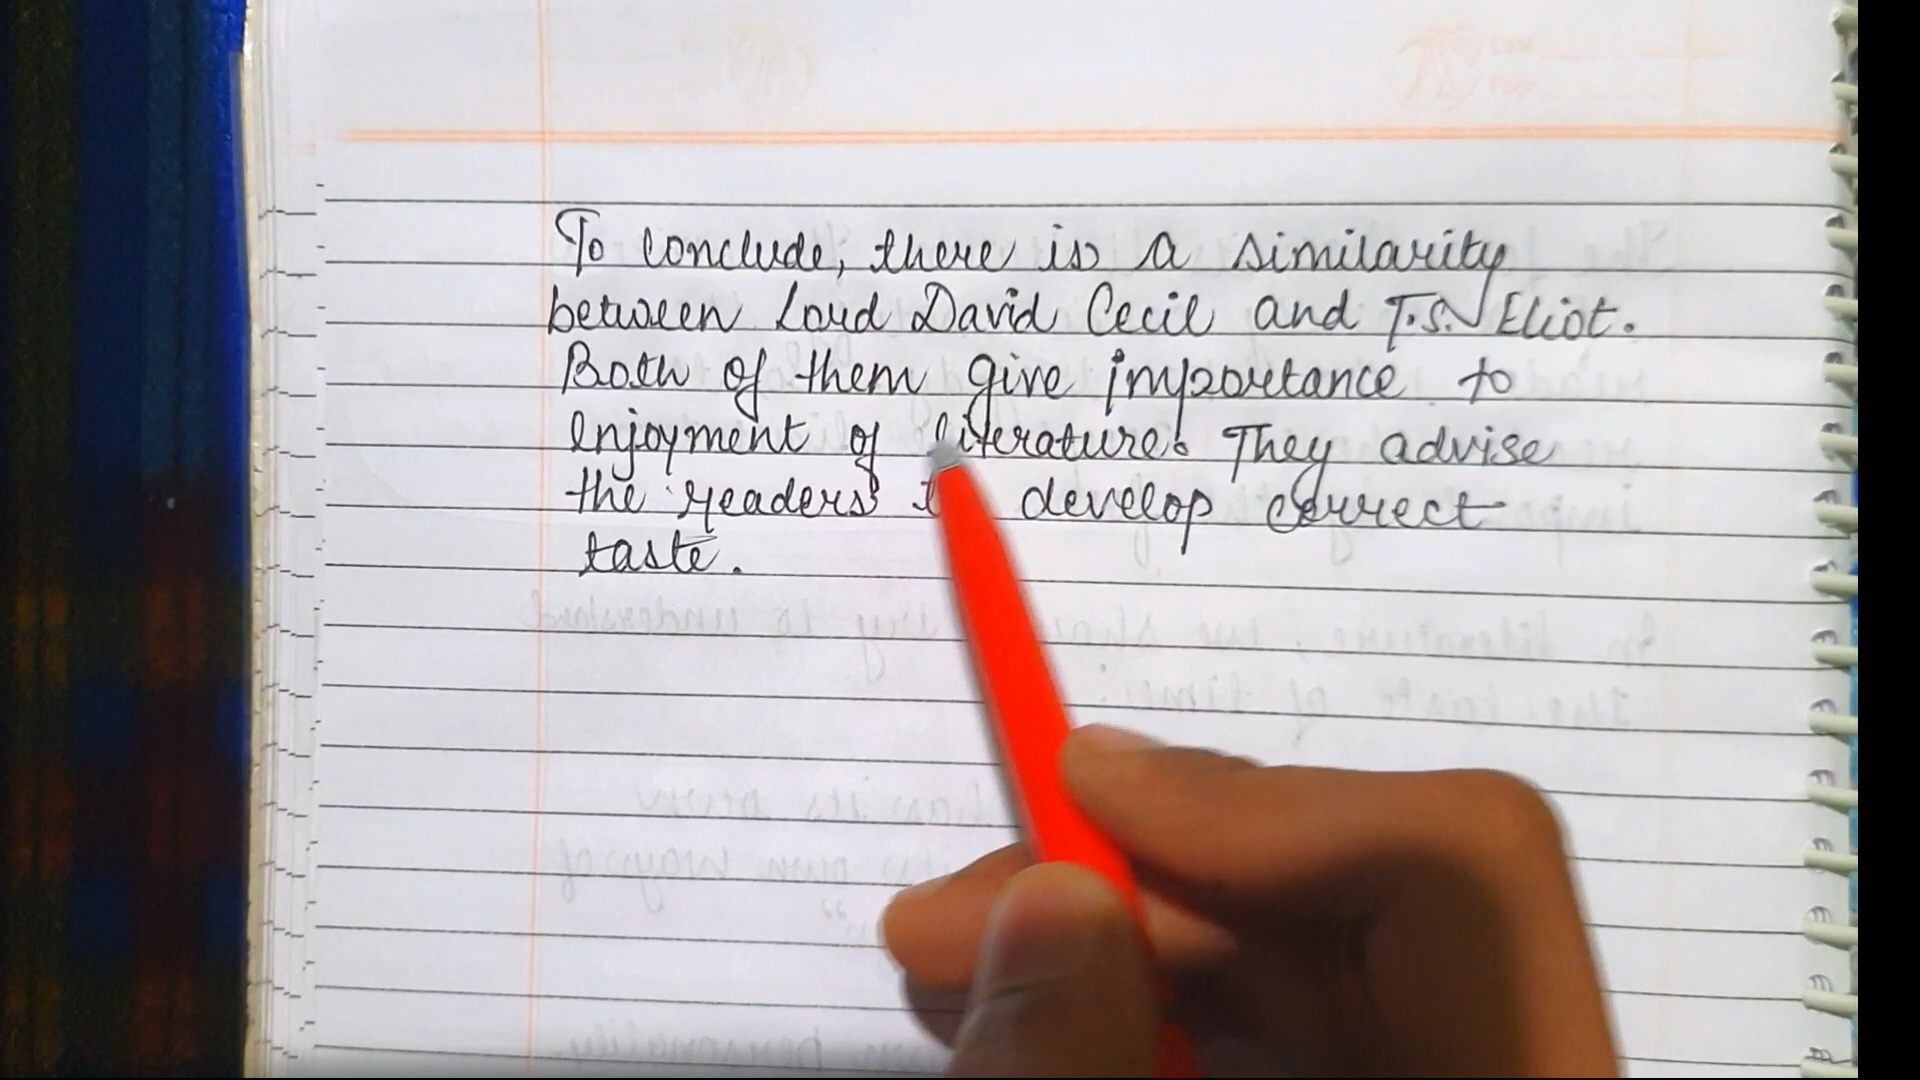 To conclude, there is a similarity
between Lord David Cecil and T.S. Eliot.
Both of them give importance to
enjoyment of literature. They advise
the readers to develop correct
taste.